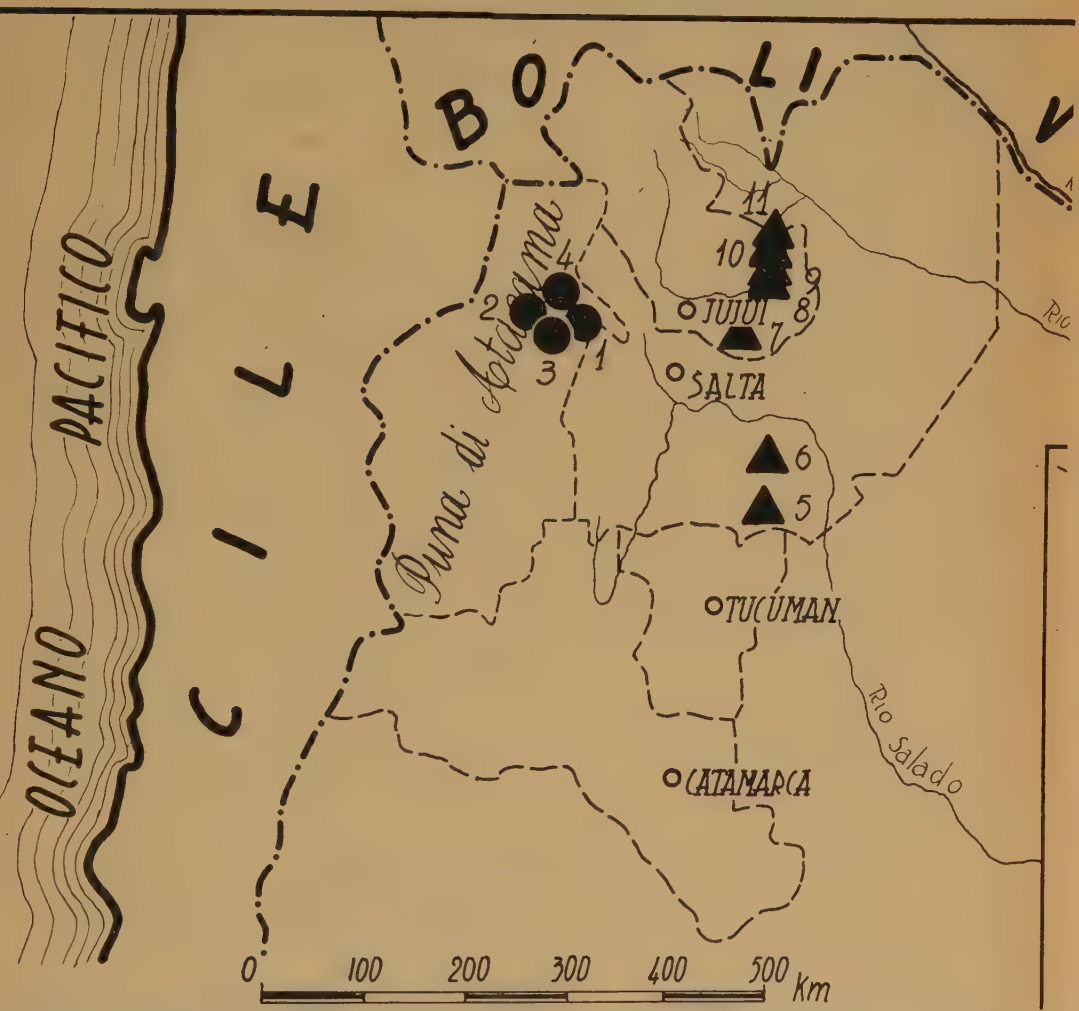 BOLIV
CILE
OCEANO PACIFICO
Puna di Atacama
11
10
9
4
2
JUJUI 8
7
3 1
SALTA
Rio
6
5
TUCUMAN
Rio Salado
CATAMARCA
0 100 200 300 400 500 Km